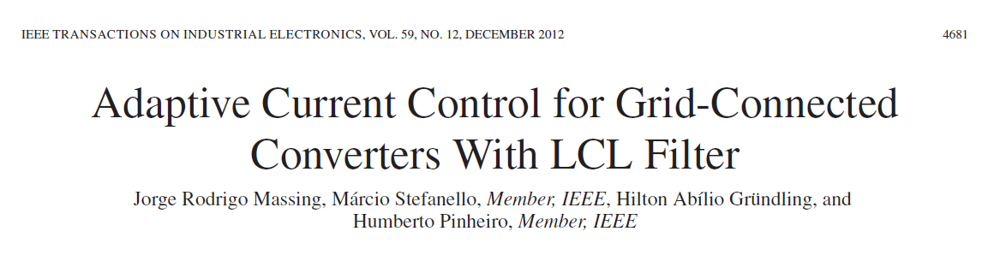 IEEE TRANSACTIONS ON INDUSTRIAL ELECTRONICS, VOL. 59, NO. 12, DECEMBER 2012 4681
Adaptive Current Control for Grid-Connected
Converters With LCL Filter
Jorge Rodrigo Massing, Márcio Stefanello, Member, IEEE, Hilton Abílio Gründling, and
Humberto Pinheiro, Member, IEEE